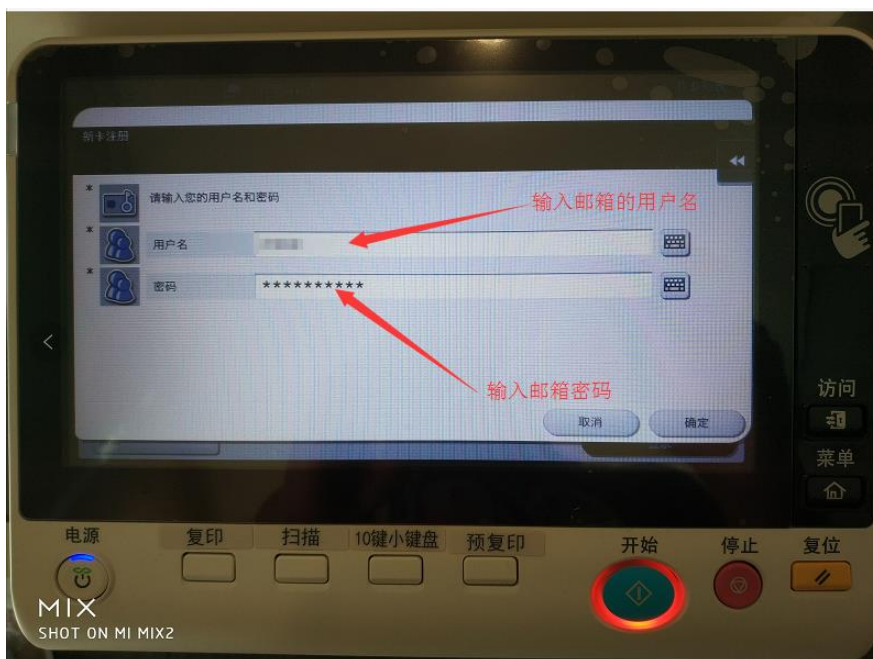 新卡注册
* 请输入您的用户名和密码
输入邮箱的用户名
* 用户名
* 密码 **********
输入邮箱密码
取消 确定
访问
菜单
电源 复印 扫描 10键小键盘 预复印 开始 停止 复位
MIX
SHOT ON MI MIX2